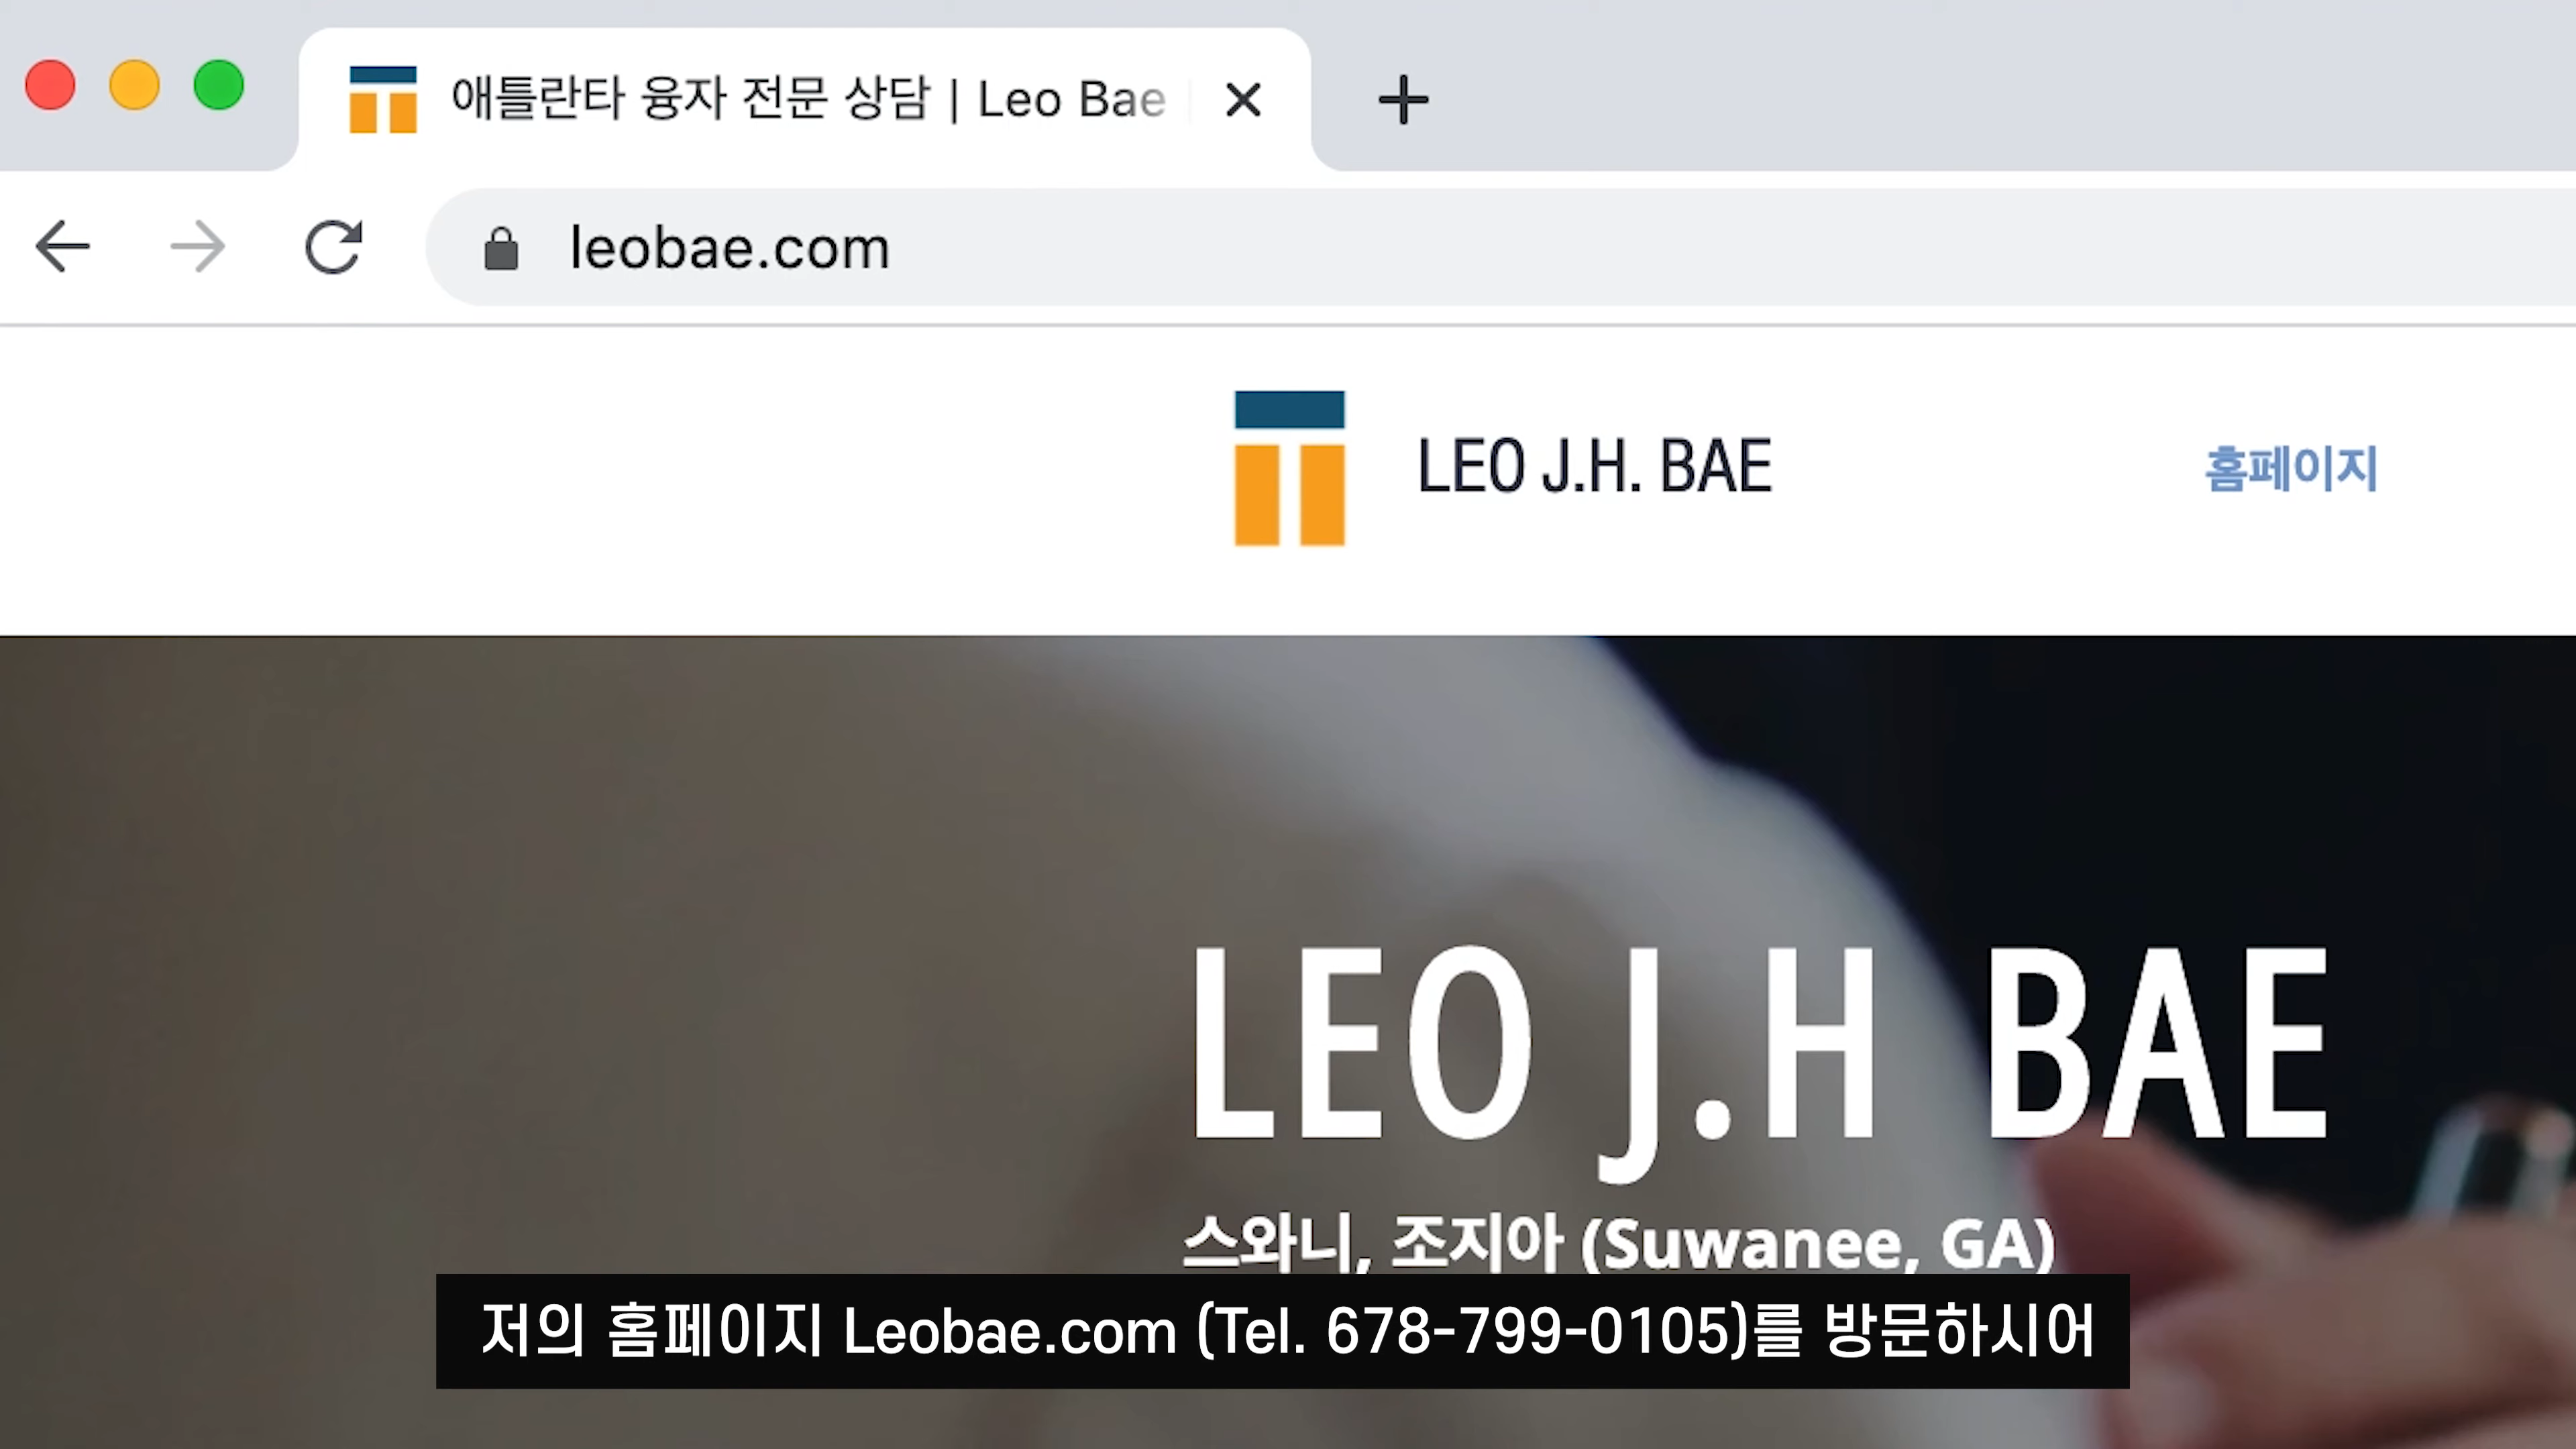 애틀란타 융자 전문 상담 | Leo Bae
leobae.com
LEO J.H. BAE
홈페이지
LEO J.H BAE
스와니, 조지아 (Suwanee, GA)
저의 홈페이지 Leobae.com (Tel. 678-799-0105)를 방문하시어